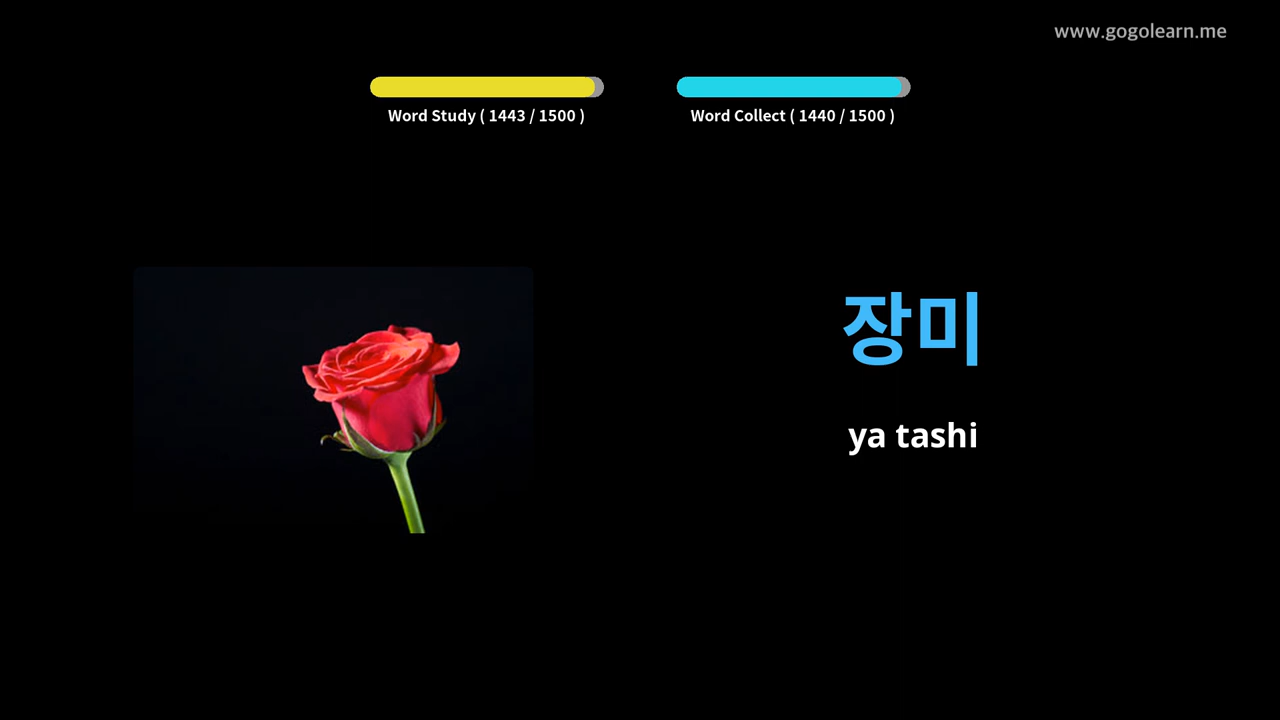 www.gogolearn.me
Word Study ( 1443 / 1500 )
Word Collect ( 1440 / 1500 )
장미
ya tashi